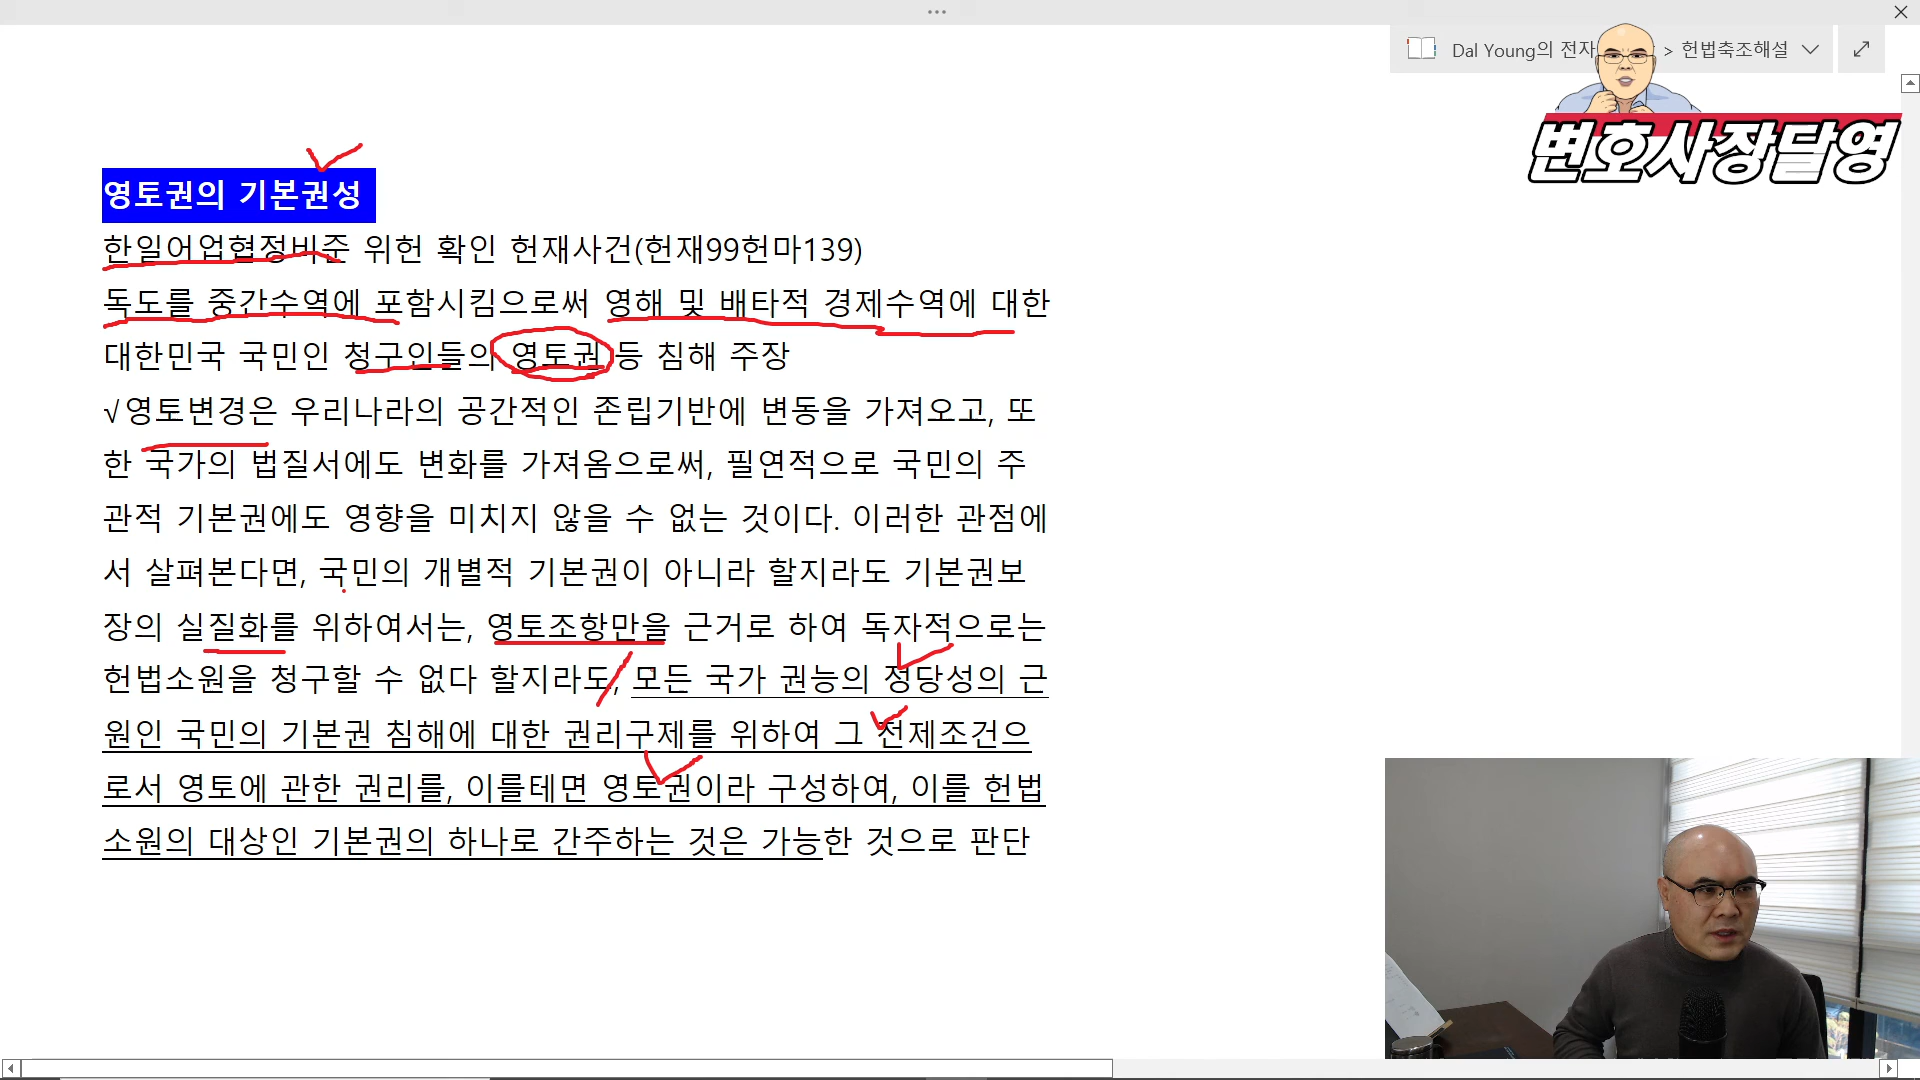 Dal Young의 전자 > 헌법축조해설
변호사장달영
영토권의 기본권성
한일어업협정비준 위헌 확인 헌재사건(헌재99헌마139)
독도를 중간수역에 포함시킴으로써 영해 및 배타적 경제수역에 대한
대한민국 국민인 청구인들의 영토권 등 침해 주장
√영토변경은 우리나라의 공간적인 존립기반에 변동을 가져오고, 또
한 국가의 법질서에도 변화를 가져옴으로써, 필연적으로 국민의 주
관적 기본권에도 영향을 미치지 않을 수 없는 것이다. 이러한 관점에
서 살펴본다면, 국민의 개별적 기본권이 아니라 할지라도 기본권보
장의 실질화를 위하여서는, 영토조항만을 근거로 하여 독자적으로는
헌법소원을 청구할 수 없다 할지라도, 모든 국가 권능의 정당성의 근
원인 국민의 기본권 침해에 대한 권리구제를 위하여 그 전제조건으
로서 영토에 관한 권리를, 이를테면 영토권이라 구성하여, 이를 헌법
소원의 대상인 기본권의 하나로 간주하는 것은 가능한 것으로 판단